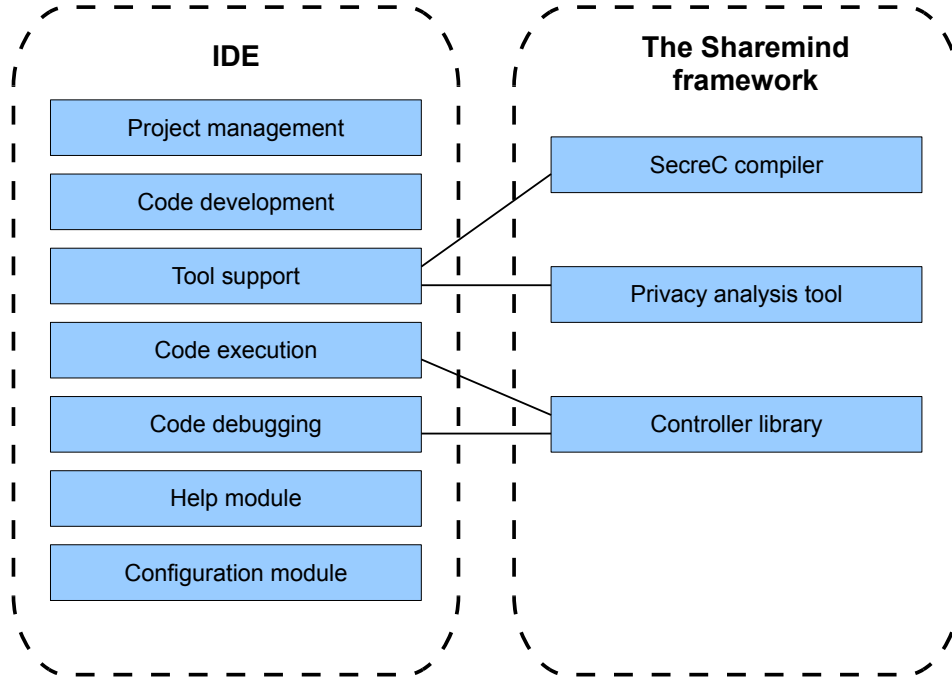 IDE
Project management
Code development
Tool support
Code execution
Code debugging
Help module
Configuration module
The Sharemind
framework
SecreC compiler
Privacy analysis tool
Controller library